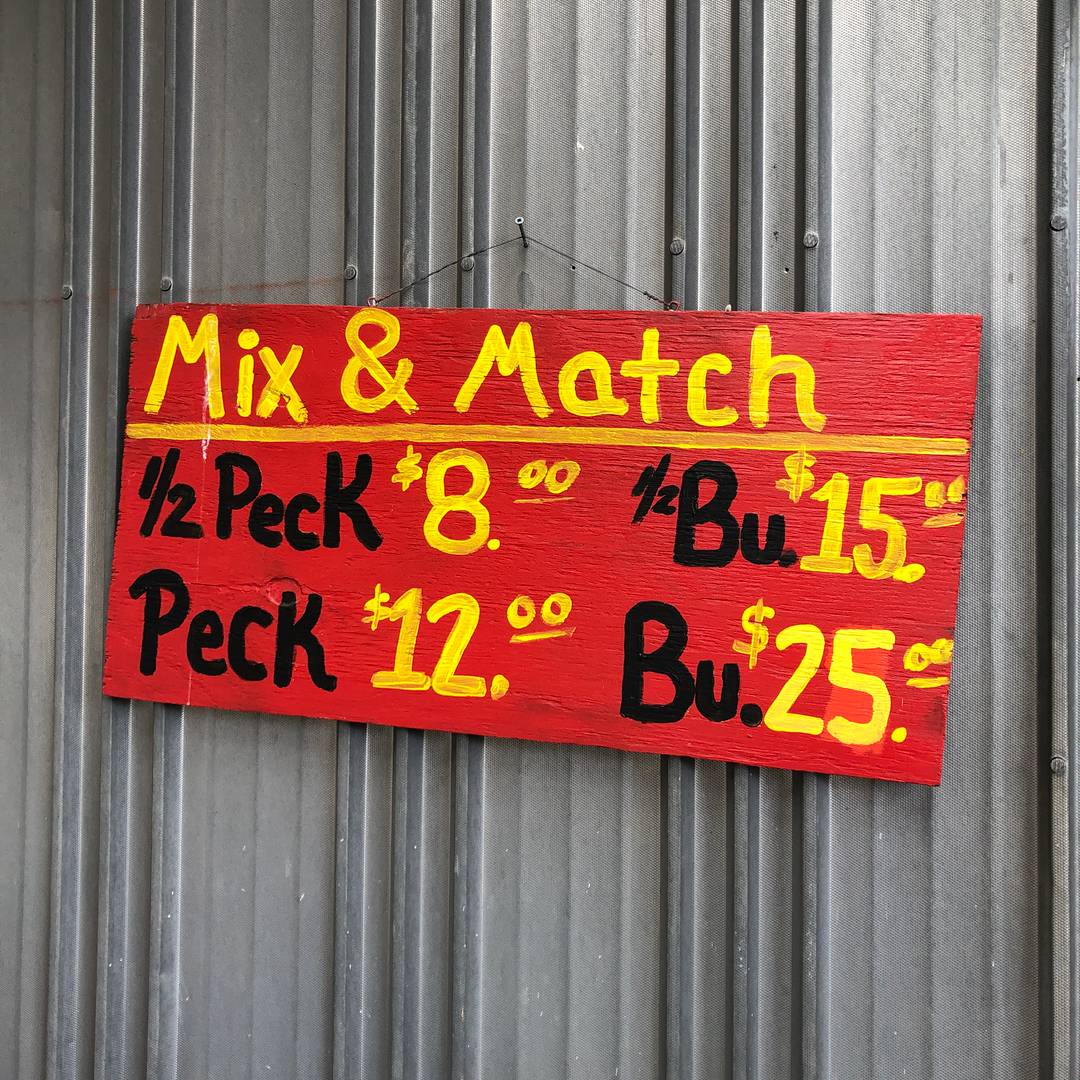 Mix & Match
1/2 Peck $8.00 1/2 Bu. $15.00
Peck $12.00 Bu. $25.00